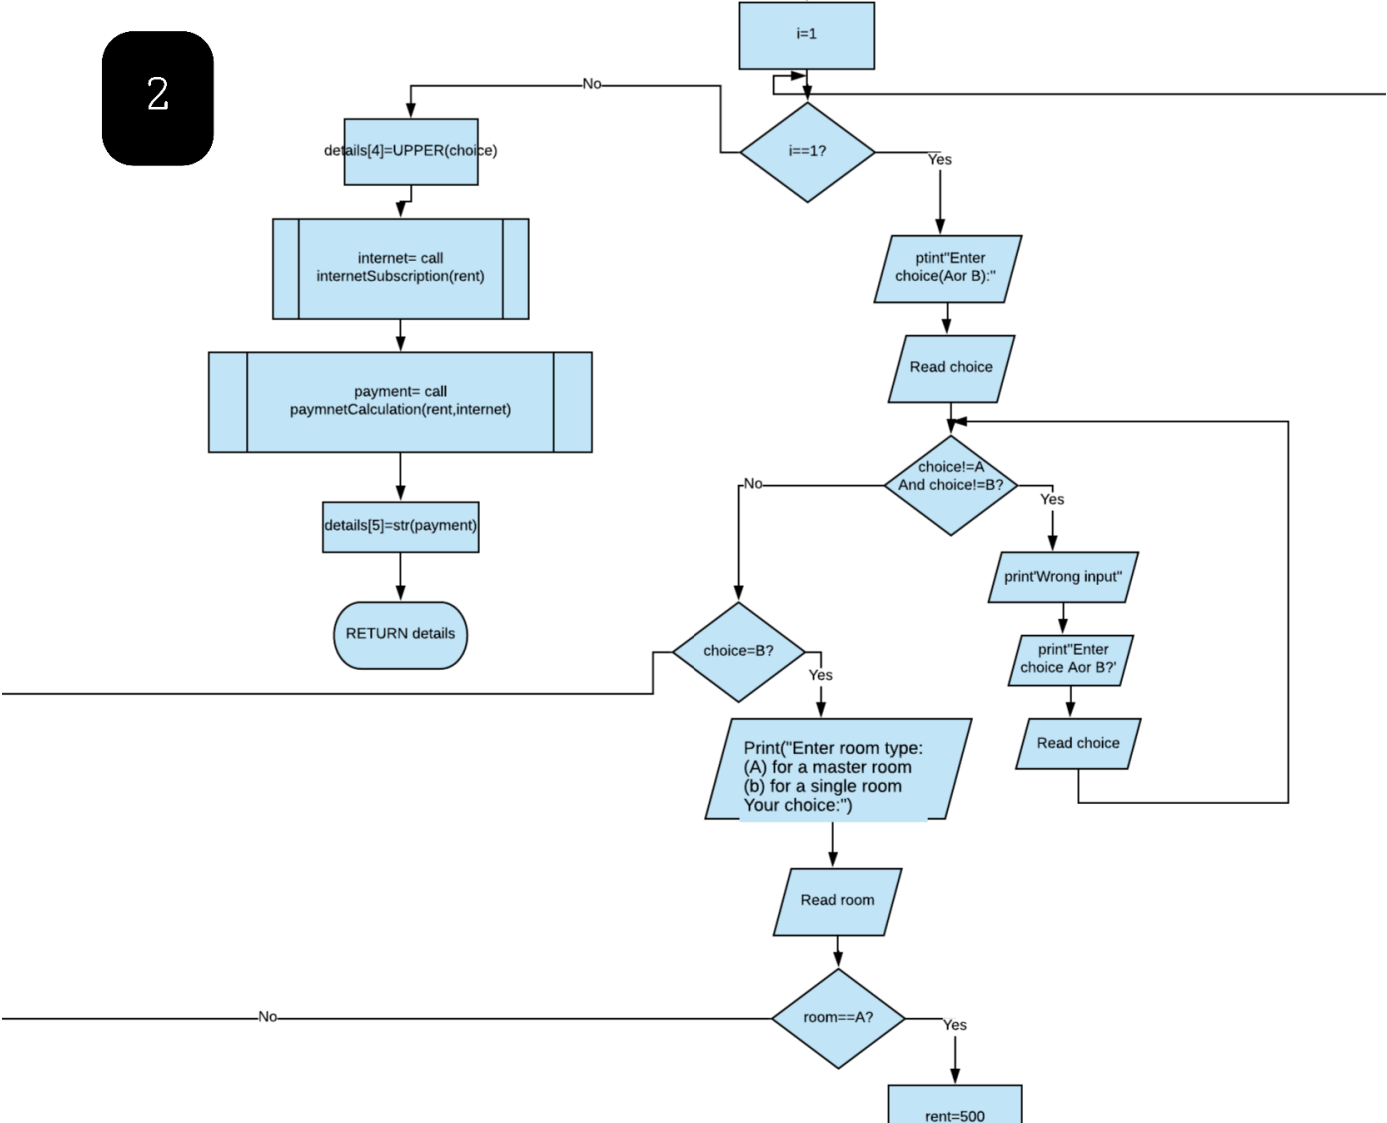 2
i=1
No
i==1?
Yes
details[4]=UPPER(choice)
internet= call
internetSubscription(rent)
payment= call
paymnetCalculation(rent,internet)
details[5]=str(payment)
RETURN details
ptint"Enter
choice(Aor B):"
Read choice
choice!=A
And choice!=B?
No
Yes
print'Wrong input"
print"Enter
choice Aor B?'
Read choice
choice=B?
Yes
Print("Enter room type:
(A) for a master room
(b) for a single room
Your choice:")
Read room
room==A?
No
Yes
rent=500